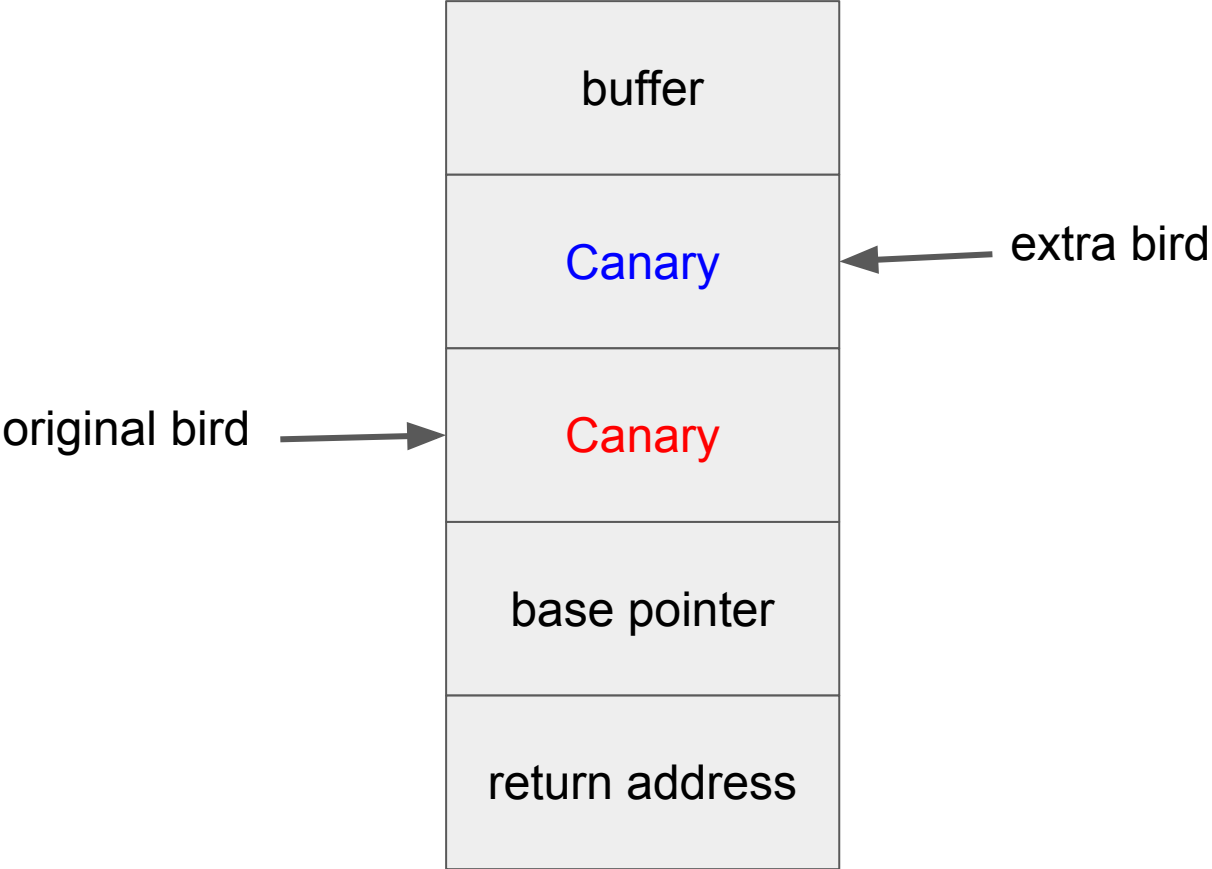 buffer
extra bird
Canary
original bird
Canary
base pointer
return address